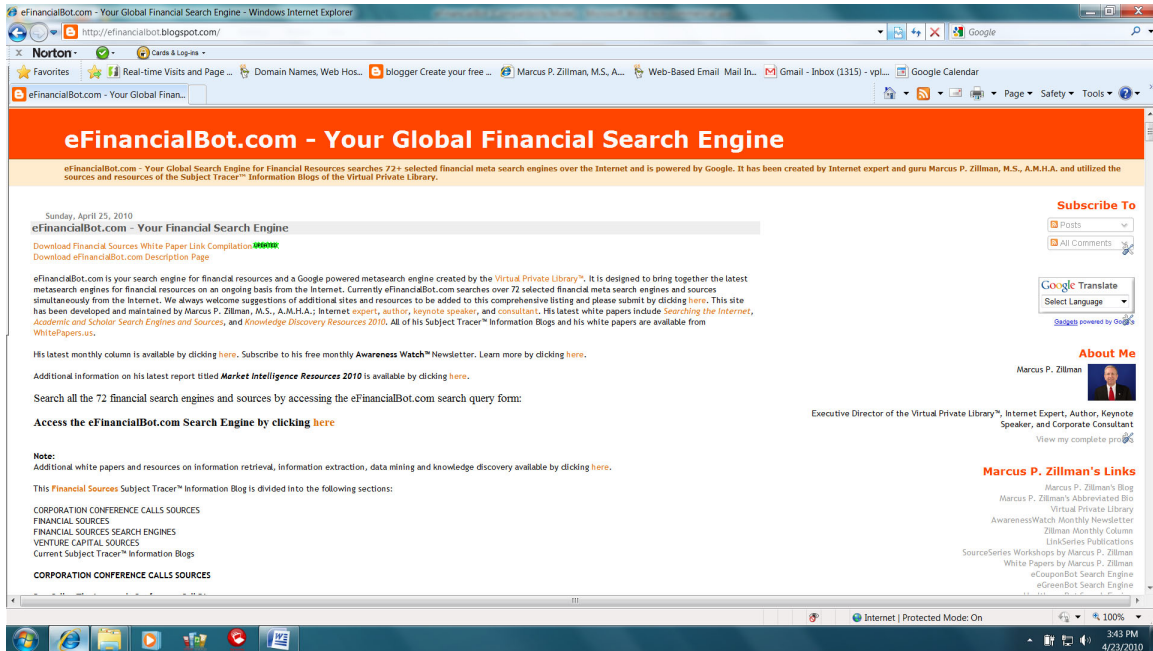 eFinancialBot.com - Your Global Financial Search Engine - Windows Internet Explorer
http://efinancialbot.blogspot.com/
Google
x Norton - Cards & Log-ins
Favorites Real-time Visits and Page ... Domain Names, Web Hos... blogger Create your free ... Marcus P. Zillman, M.S., A... Web-Based Email Mail In... Gmail - Inbox (1315) - vpl... Google Calendar
eFinancialBot.com - Your Global Finan...
Page Safety Tools
eFinancialBot.com - Your Global Financial Search Engine
eFinancialBot.com - Your Global Search Engine for Financial Resources searches 72+ selected financial meta search engines over the Internet and is powered by Google. It has been created by Internet expert and guru Marcus P. Zillman, M.S., A.M.H.A. and utilized the
sources and resources of the Subject Tracer™ Information Blogs of the Virtual Private Library.
Sunday, April 25, 2010
eFinancialBot.com - Your Financial Search Engine
Download Financial Sources White Paper Link Compilation UPDATED
Download eFinancialBot.com Description Page
eFinancialBot.com is your search engine for financial resources and a Google powered metasearch engine created by the Virtual Private Library™. It is designed to bring together the latest
metasearch engines for financial resources on an ongoing basis from the Internet. Currently eFinancialBot.com searches over 72 selected financial meta search engines and sources
simultaneously from the Internet. We always welcome suggestions of additional sites and resources to be added to this comprehensive listing and please submit by clicking here. This site
has been developed and maintained by Marcus P. Zillman, M.S., A.M.H.A.; Internet expert, author, keynote speaker, and consultant. His latest white papers include Searching the Internet,
Academic and Scholar Search Engines and Sources, and Knowledge Discovery Resources 2010. All of his Subject Tracer™ Information Blogs and his white papers are available from
WhitePapers.us.
His latest monthly column is available by clicking here. Subscribe to his free monthly Awareness Watch™ Newsletter. Learn more by clicking here.
Additional information on his latest report titled Market Intelligence Resources 2010 is available by clicking here.
Search all the 72 financial search engines and sources by accessing the eFinancialBot.com search query form:
Access the eFinancialBot.com Search Engine by clicking here
Note:
Additional white papers and resources on information retrieval, information extraction, data mining and knowledge discovery available by clicking here.
This Financial Sources Subject Tracer™ Information Blog is divided into the following sections:
CORPORATION CONFERENCE CALLS SOURCES
FINANCIAL SOURCES
FINANCIAL SOURCES SEARCH ENGINES
VENTURE CAPITAL SOURCES
Current Subject Tracer™ Information Blogs
CORPORATION CONFERENCE CALLS SOURCES
Subscribe To
Posts
All Comments
Google Translate
Select Language
Gadgets powered by Google
About Me
Marcus P. Zillman
Executive Director of the Virtual Private Library™, Internet Expert, Author, Keynote
Speaker, and Corporate Consultant
View my complete
Marcus P. Zillman's Links
Marcus P. Zillman's Blog
Marcus P. Zillman's Abbreviated Bio
Virtual Private Library
AwarenessWatch Monthly Newsletter
Zillman Monthly Column
LinkSeries Publications
SourceSeries Workshops by Marcus P. Zillman
White Papers by Marcus P. Zillman
eCouponBot Search Engine
eGreenBot Search Engine
Internet | Protected Mode: On
100%
3:43 PM
4/23/2010